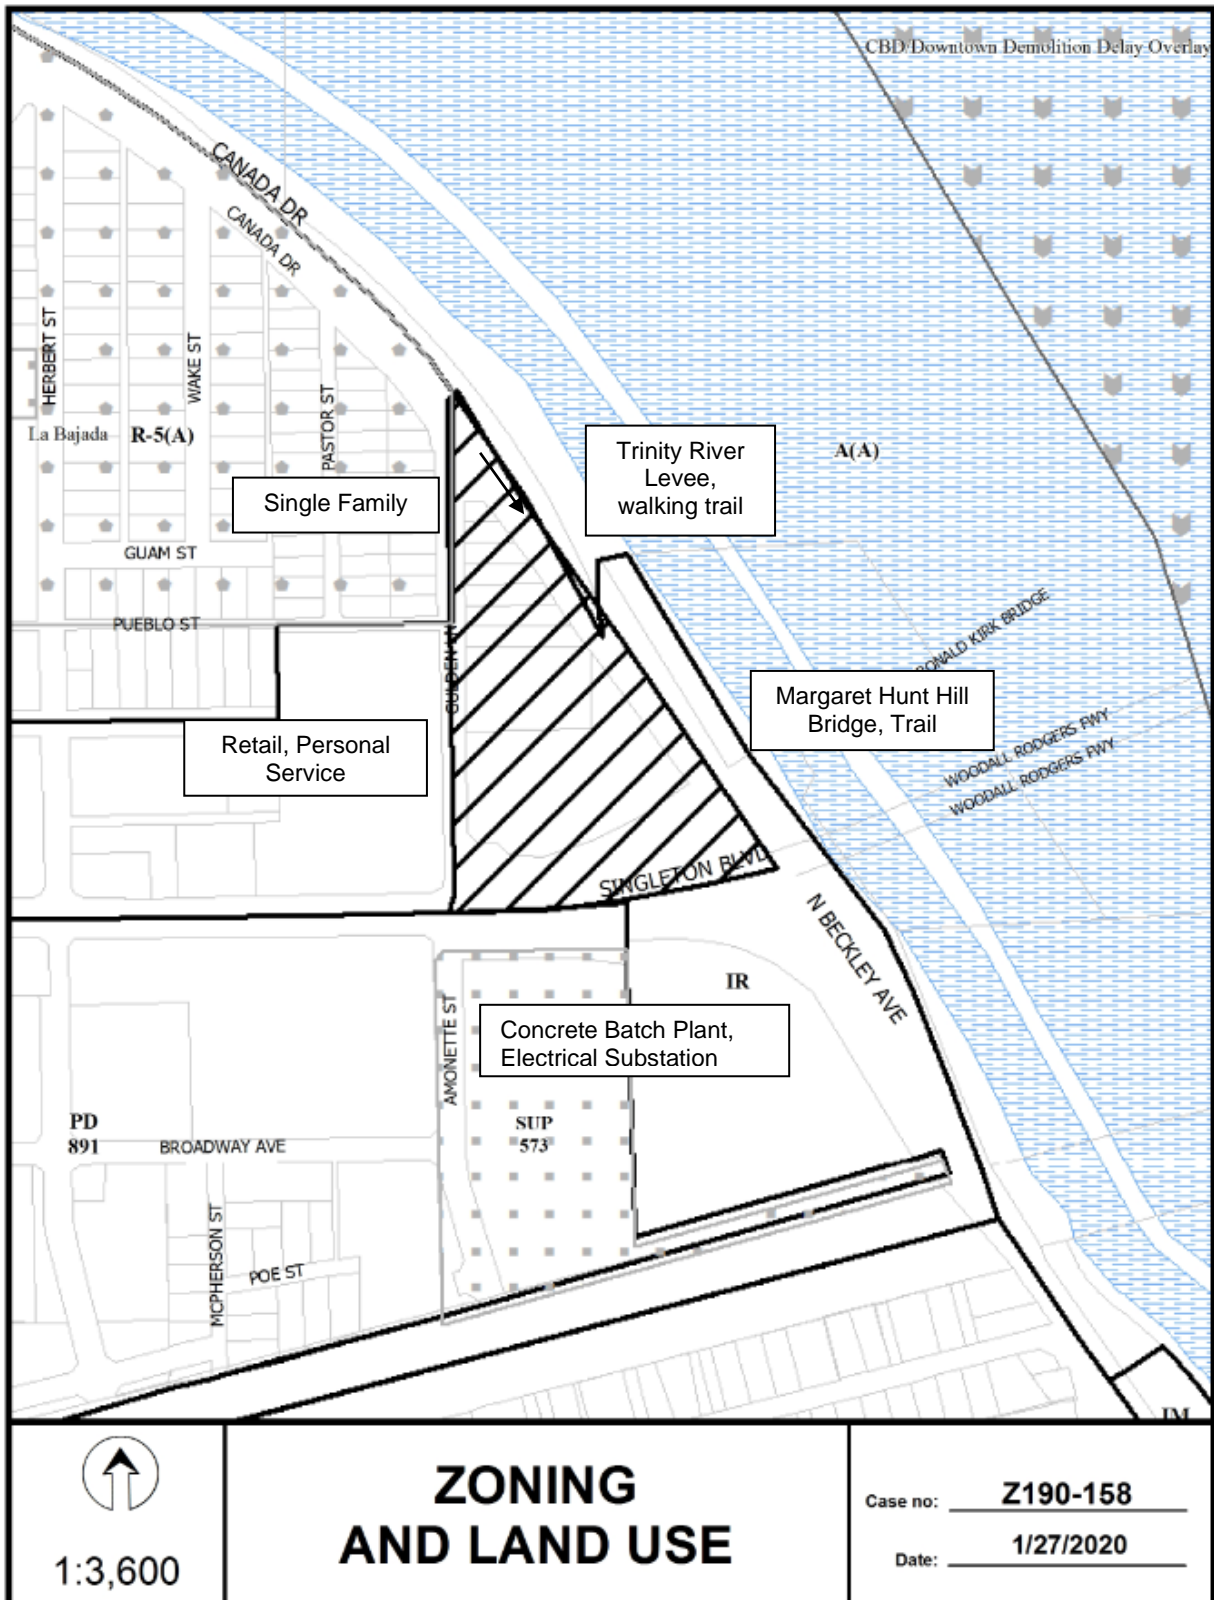 CBD/Downtown Demolition Delay Overlay
CANADA DR
CANADA DR
HERBERT ST
WAKE ST
PASTOR ST
La Bajada
R-5(A)
A(A)
Single Family
Trinity River
Levee,
walking trail
GUAM ST
PUEBLO ST
GULDEN LN
RONALD KIRK BRIDGE
Margaret Hunt Hill
Bridge, Trail
Retail, Personal
Service
WOODALL RODGERS FWY
WOODALL RODGERS FWY
SINGLETON BLVD
N BECKLEY AVE
IR
AMONETTE ST
Concrete Batch Plant,
Electrical Substation
PD
891
BROADWAY AVE
SUP
573
MCPHERSON ST
POE ST
IM
1:3,600
ZONING
AND LAND USE
Case no: Z190-158
Date: 1/27/2020